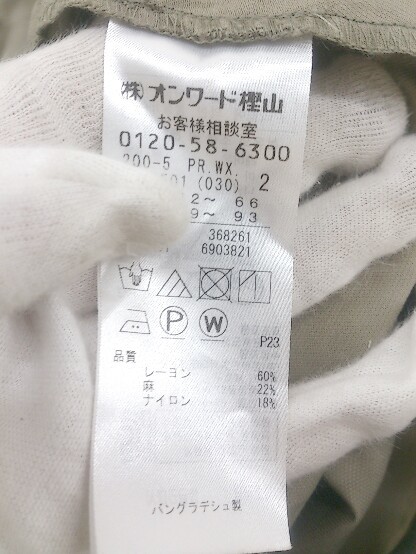 (株)オンワード樫山
お客様相談室
0120-58-6300
200-5 PR.WX.
(030) 2
2～ 66
9～ 93
368261
6903821
P
W
P23
品質
レーヨン 60%
麻 22%
ナイロン 18%
バングラデシュ製